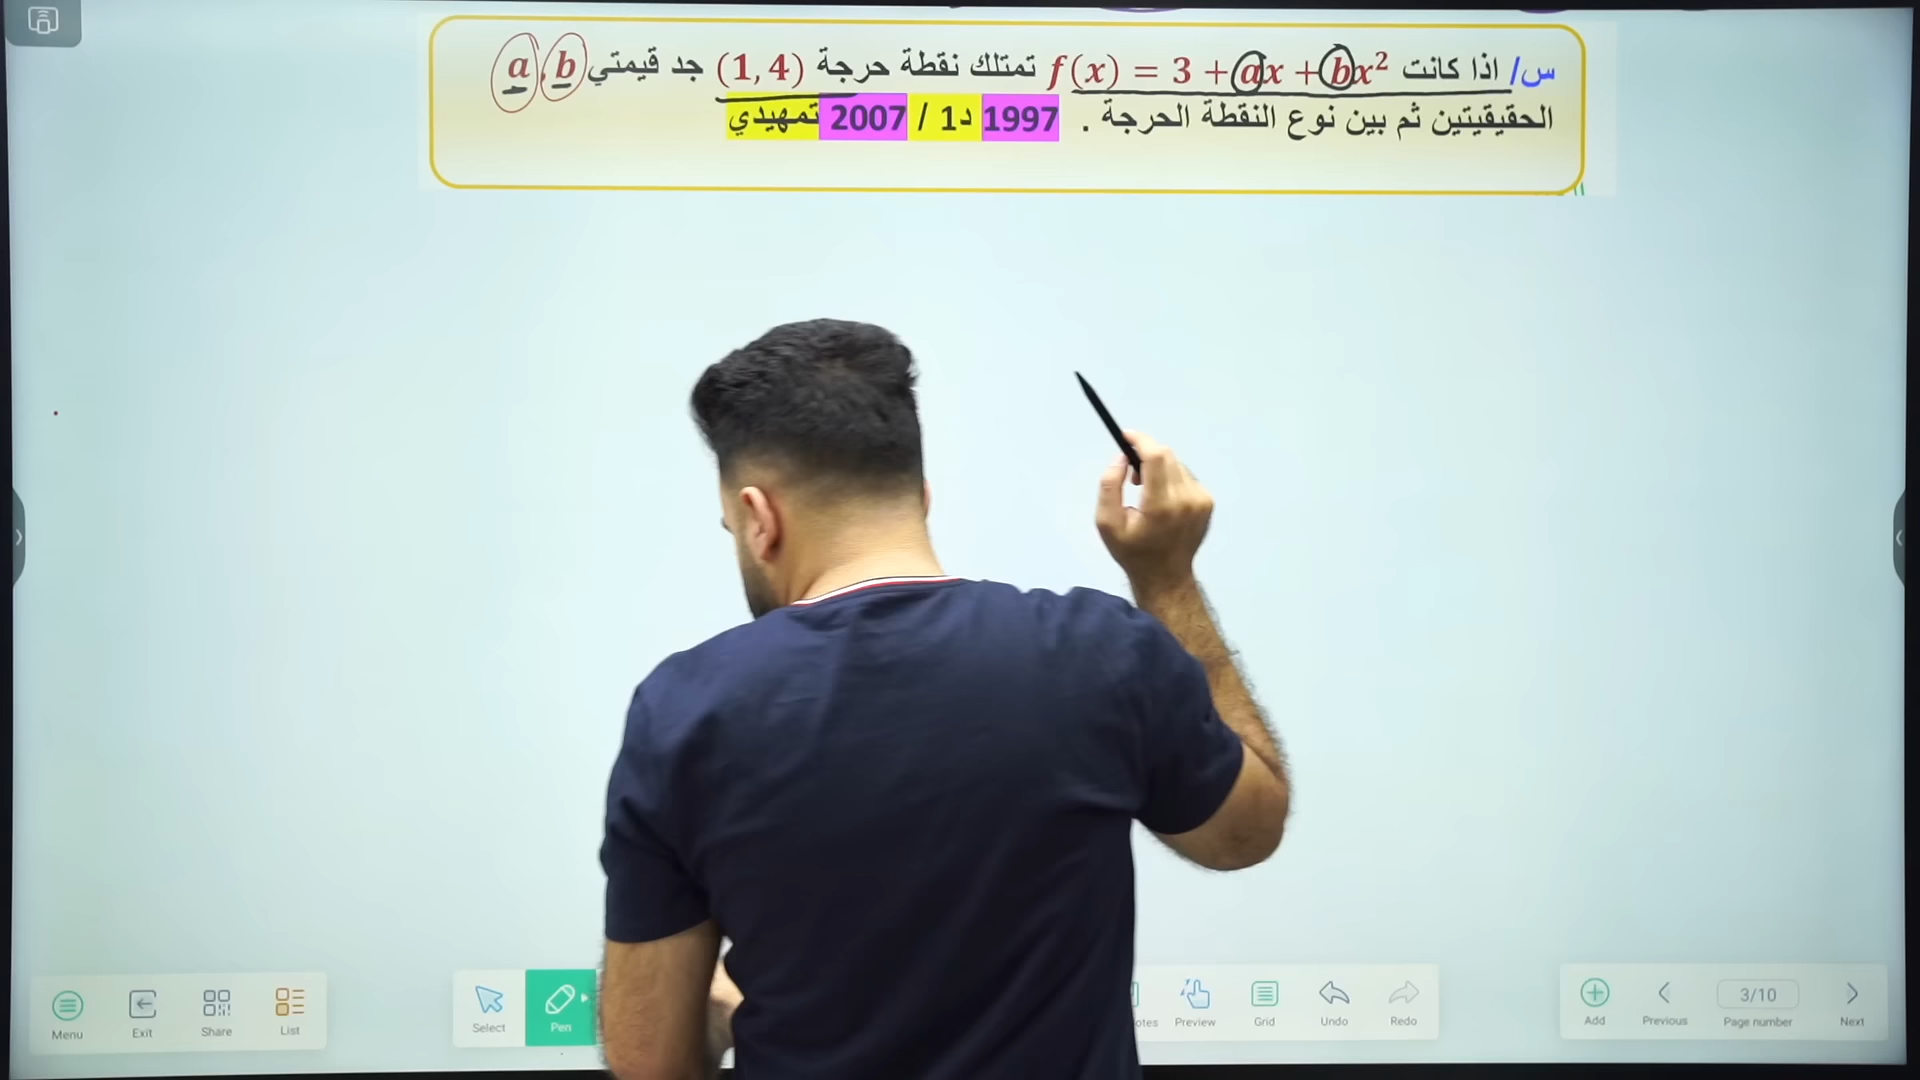 س/ اذا كانت f(x) = 3 + ax + bx² تمتلك نقطة حرجة (1, 4) جد قيمتي a, b
الحقيقيتين ثم بين نوع النقطة الحرجة . 1997 د1 / 2007 تمهيدي
Menu Exit Share List Select Pen otes Preview Grid Undo Redo Add Previous 3/10 Page number Next